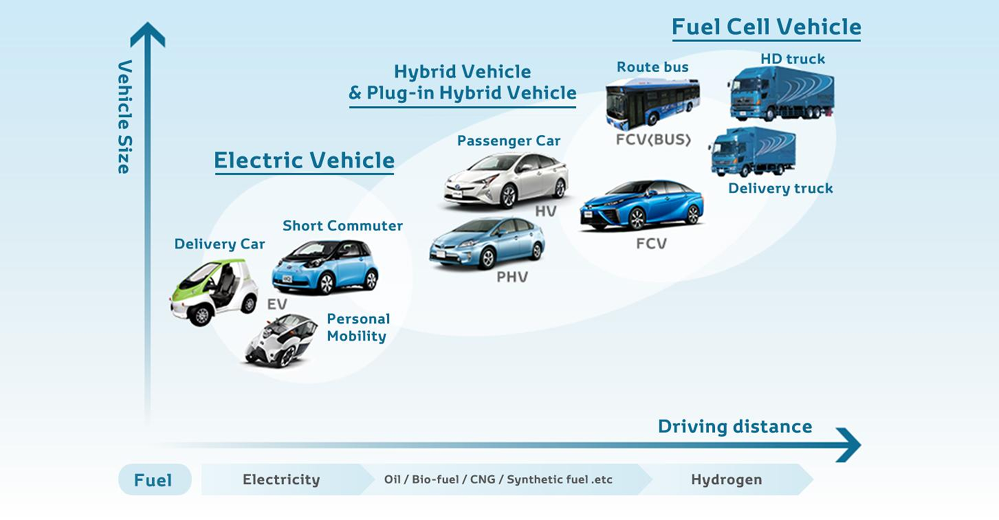 Fuel Cell Vehicle
HD truck
Route bus
Hybrid Vehicle
& Plug-in Hybrid Vehicle
Vehicle Size
FCV(BUS)
Passenger Car
Electric Vehicle
Delivery truck
HV
Short Commuter
Delivery Car
FCV
PHV
EV
Personal
Mobility
Driving distance
Fuel
Electricity
Oil / Bio-fuel / CNG / Synthetic fuel .etc
Hydrogen